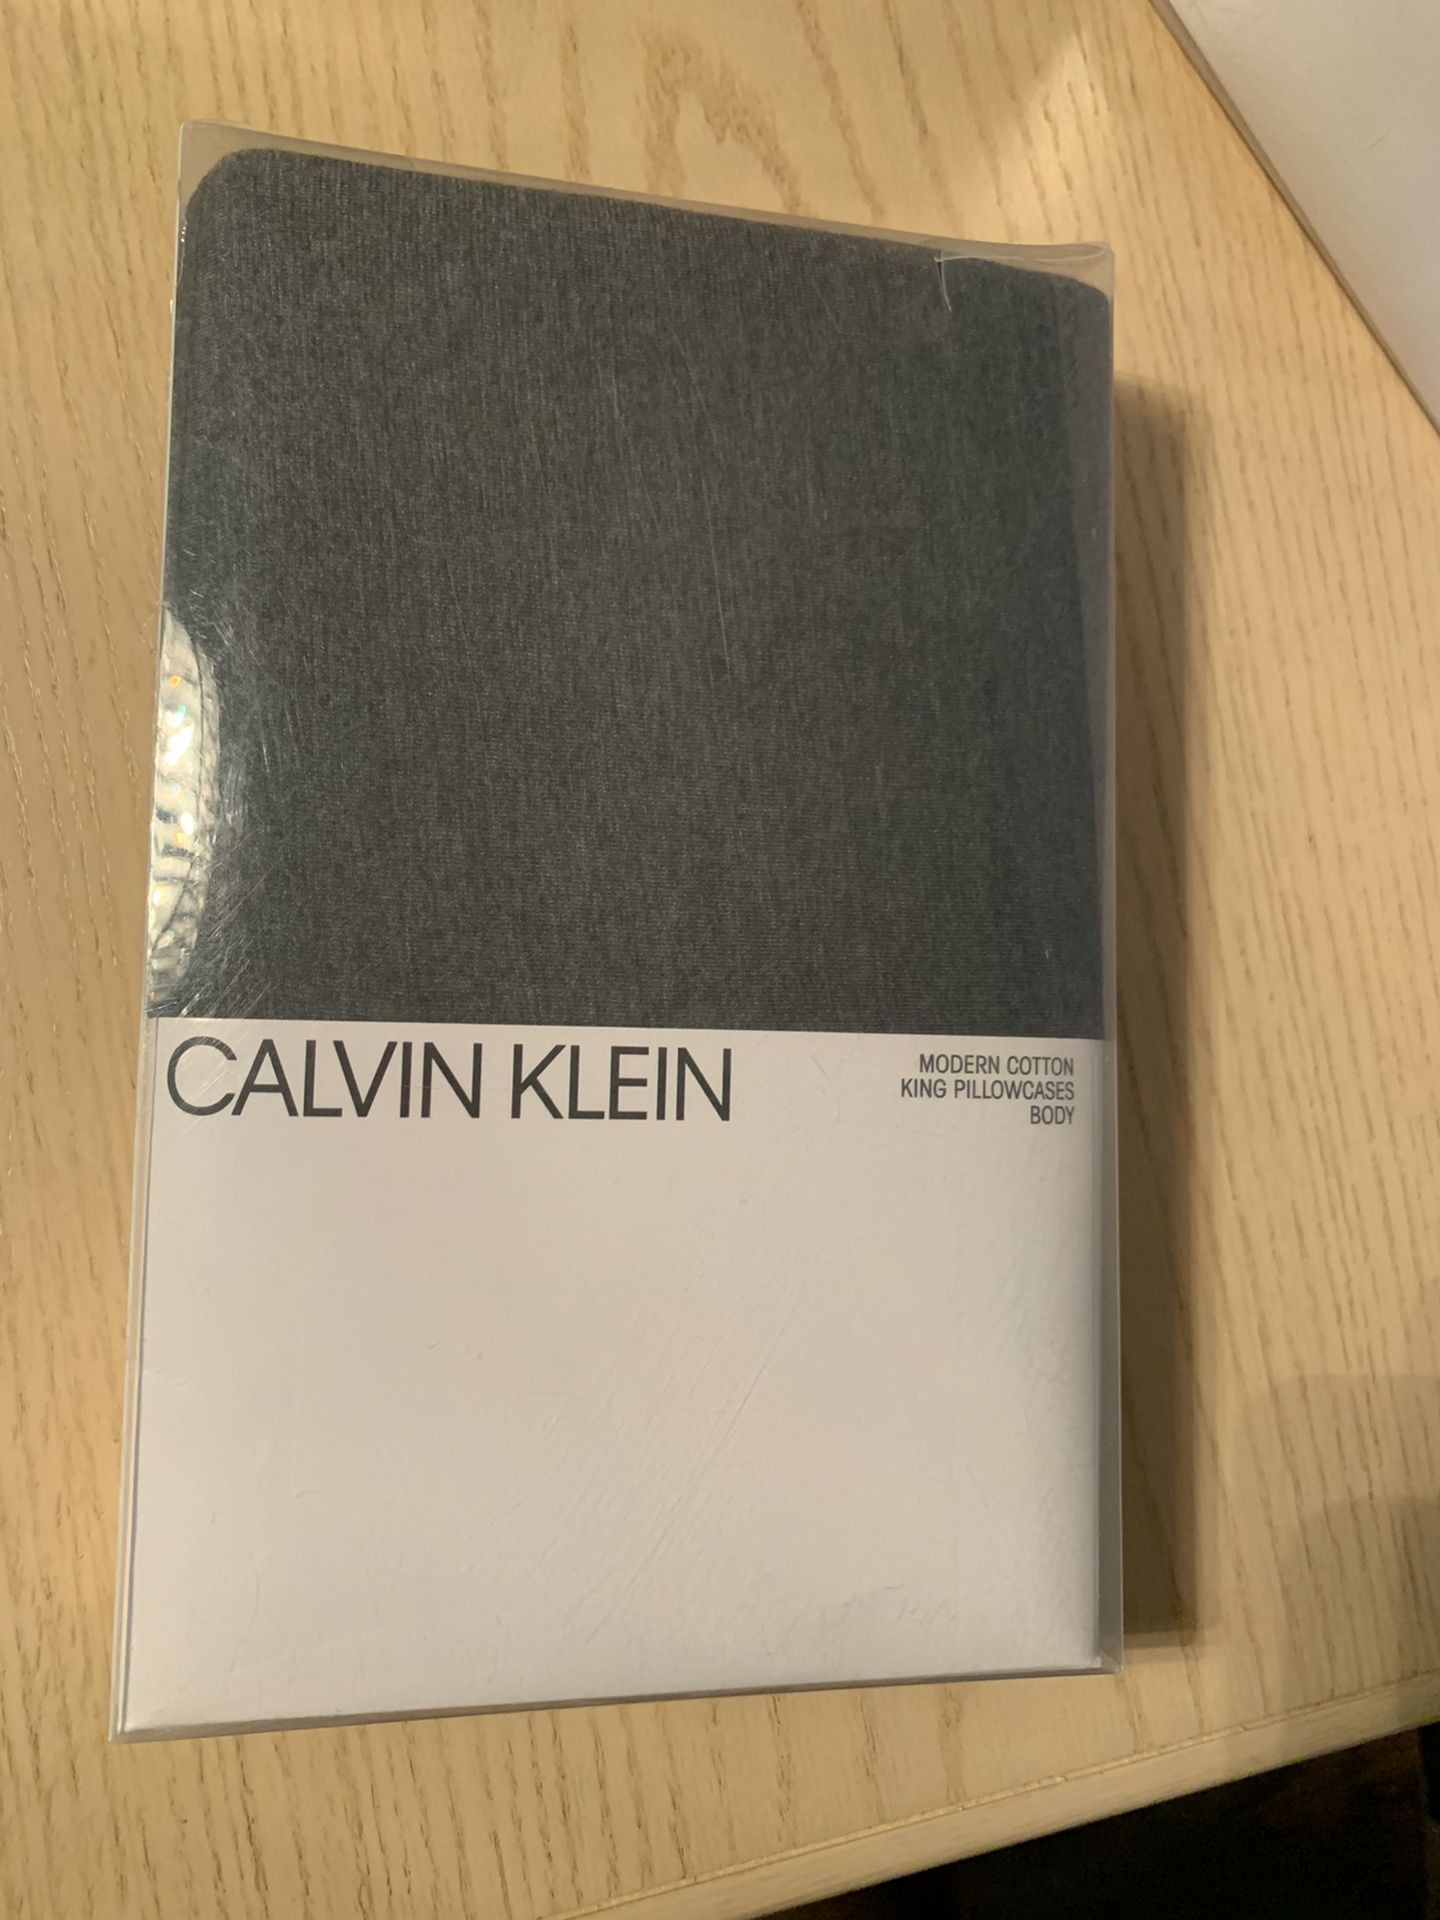 CALVIN KLEIN
MODERN COTTON
KING PILLOWCASES
BODY